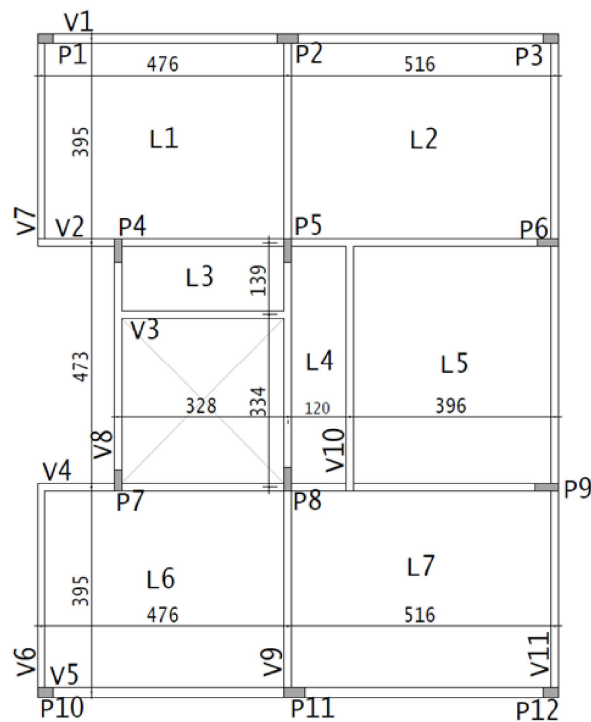 V1
P1 P2 P3
476 516
395 L1 L2
V7 V2 P4 P5 P6
L3 139
V3
473 L4 L5
328 334 120 396
V8 V10
V4
P7 P8 P9
L6 L7
395 476 516
V6 V5 V9 V11
P10 P11 P12